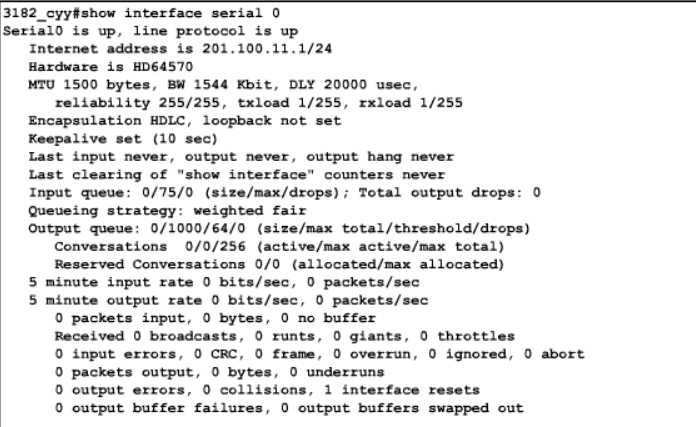 3182_cyy#show interface serial 0
Serial0 is up, line protocol is up
Internet address is 201.100.11.1/24
Hardware is HD64570
MTU 1500 bytes, BW 1544 Kbit, DLY 20000 usec,
reliability 255/255, txload 1/255, rxload 1/255
Encapsulation HDLC, loopback not set
Keepalive set (10 sec)
Last input never, output never, output hang never
Last clearing of "show interface" counters never
Input queue: 0/75/0 (size/max/drops); Total output drops: 0
Queueing strategy: weighted fair
Output queue: 0/1000/64/0 (size/max total/threshold/drops)
Conversations 0/0/256 (active/max active/max total)
Reserved Conversations 0/0 (allocated/max allocated)
5 minute input rate 0 bits/sec, 0 packets/sec
5 minute output rate 0 bits/sec, 0 packets/sec
0 packets input, 0 bytes, 0 no buffer
Received 0 broadcasts, 0 runts, 0 giants, 0 throttles
0 input errors, 0 CRC, 0 frame, 0 overrun, 0 ignored, 0 abort
0 packets output, 0 bytes, 0 underruns
0 output errors, 0 collisions, 1 interface resets
0 output buffer failures, 0 output buffers swapped out